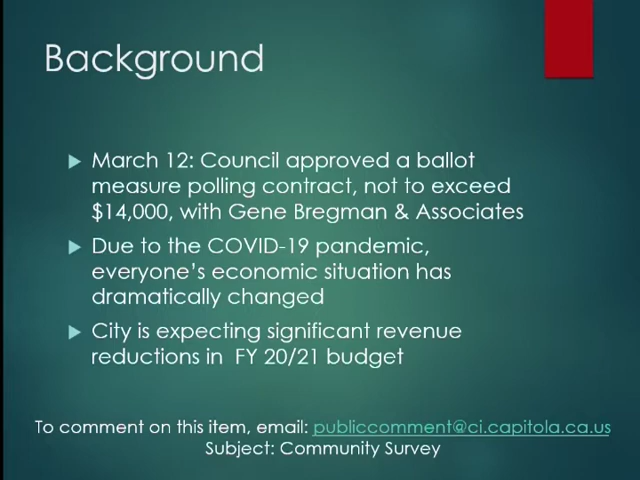 Background
March 12: Council approved a ballot
measure polling contract, not to exceed
$14,000, with Gene Bregman & Associates
Due to the COVID-19 pandemic,
everyone's economic situation has
dramatically changed
City is expecting significant revenue
reductions in FY 20/21 budget
To comment on this item, email: publiccomment@ci.capitola.ca.us
Subject: Community Survey